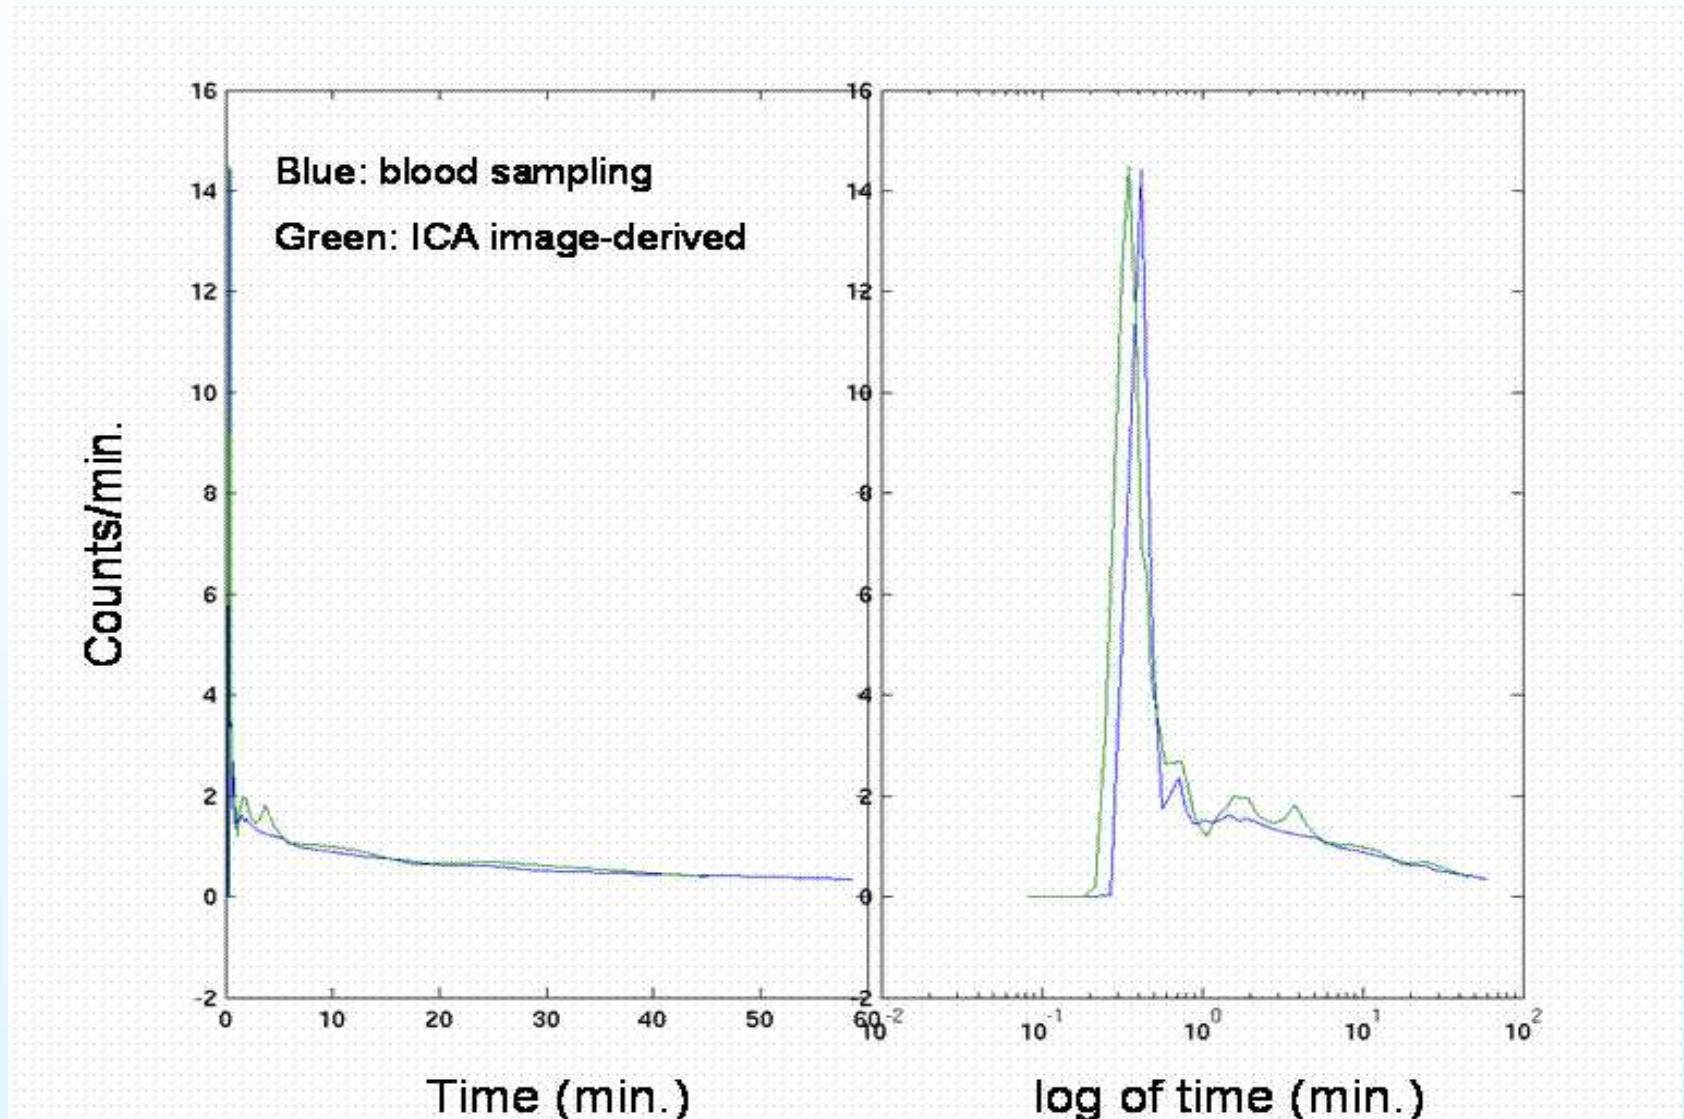 16
14
12
10
8
6
4
2
0
-2
Blue: blood sampling
Green: ICA image-derived
Counts/min.
0 10 20 30 40 50 60
Time (min.)
16
14
12
10
8
6
4
2
0
-2
10^-2 10^-1 10^0 10^1 10^2
log of time (min.)